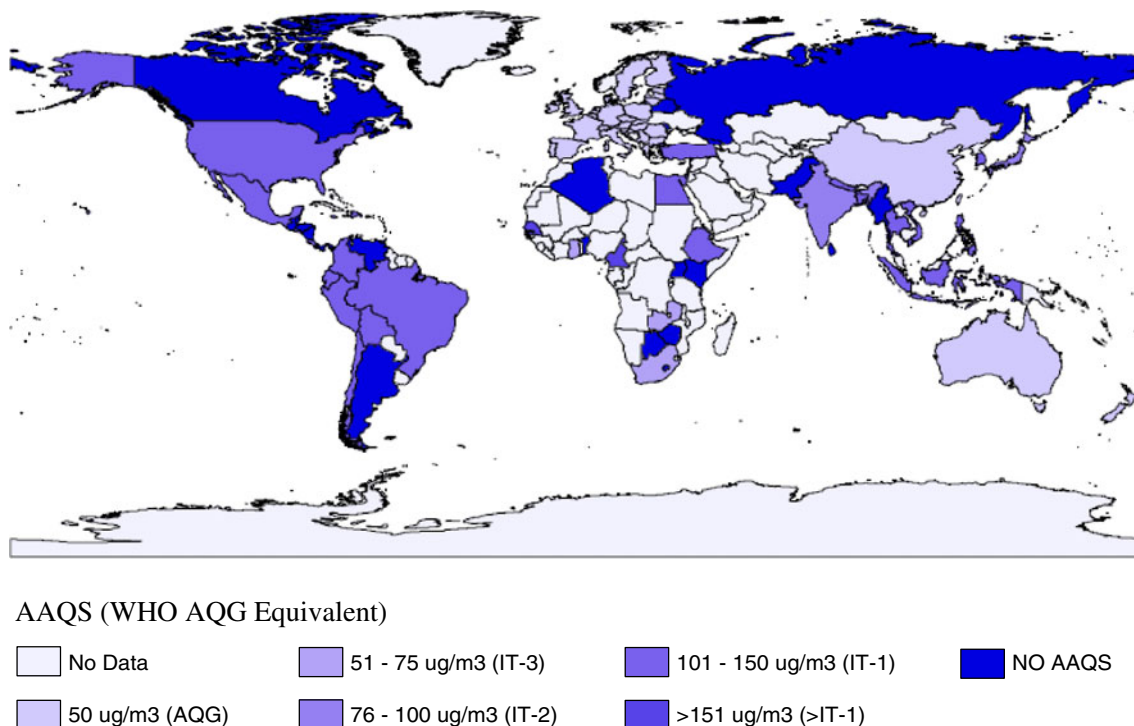 AAQS (WHO AQG Equivalent)
No Data
51 - 75 ug/m3 (IT-3)
101 - 150 ug/m3 (IT-1)
NO AAQS
50 ug/m3 (AQG)
76 - 100 ug/m3 (IT-2)
>151 ug/m3 (>IT-1)